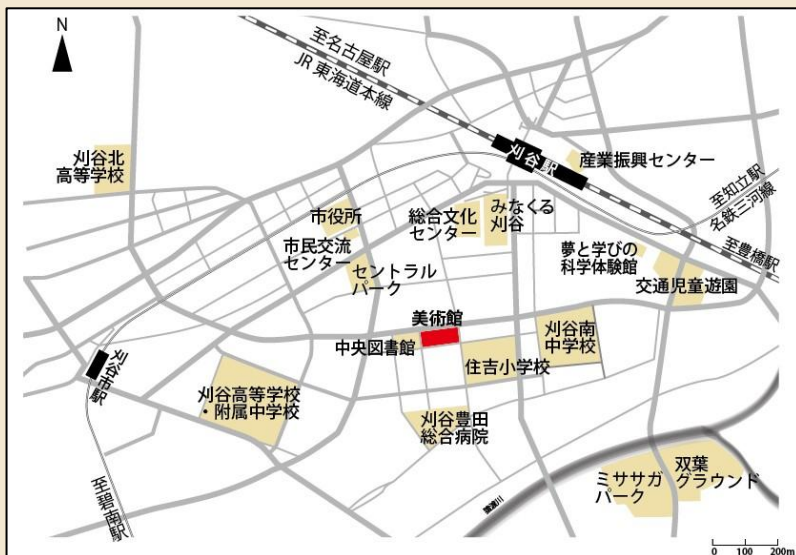 N
至名古屋駅
JR 東海道本線
刈谷駅
産業振興センター
刈谷北
高等学校
至知立駅
名鉄三河線
市役所
総合文化
センター
みなくる
刈谷
市民交流
センター
セントラル
パーク
夢と学びの
科学体験館
至豊橋駅
交通児童遊園
美術館
中央図書館
刈谷南
中学校
住吉小学校
刈谷市駅
刈谷高等学校
・附属中学校
刈谷豊田
総合病院
双葉
グラウンド
ミササガ
パーク
至碧南駅
0 100 200m